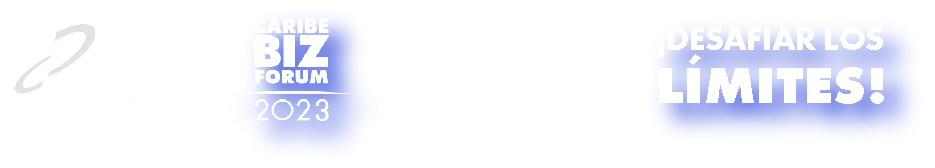 CARIBE
BIZ
FORUM
2023
¡DESAFIAR LOS
LÍMITES!